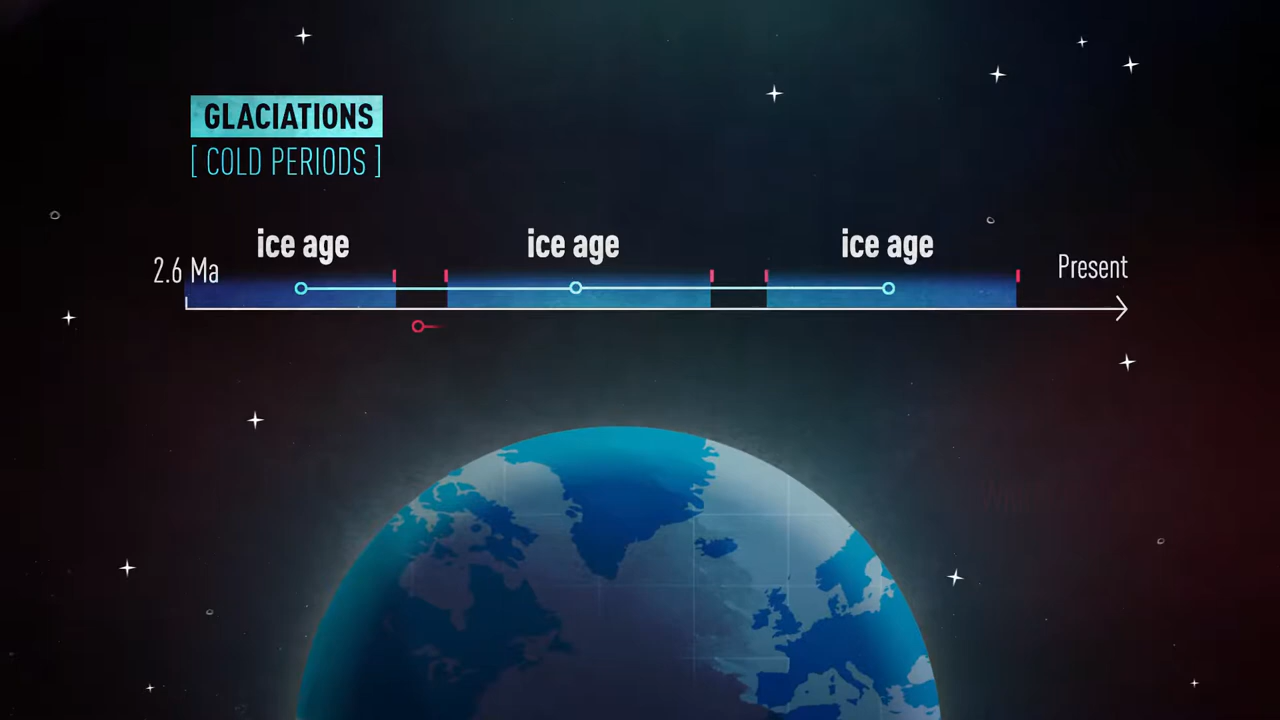 GLACIATIONS
[ COLD PERIODS ]
ice age ice age ice age
2.6 Ma Present